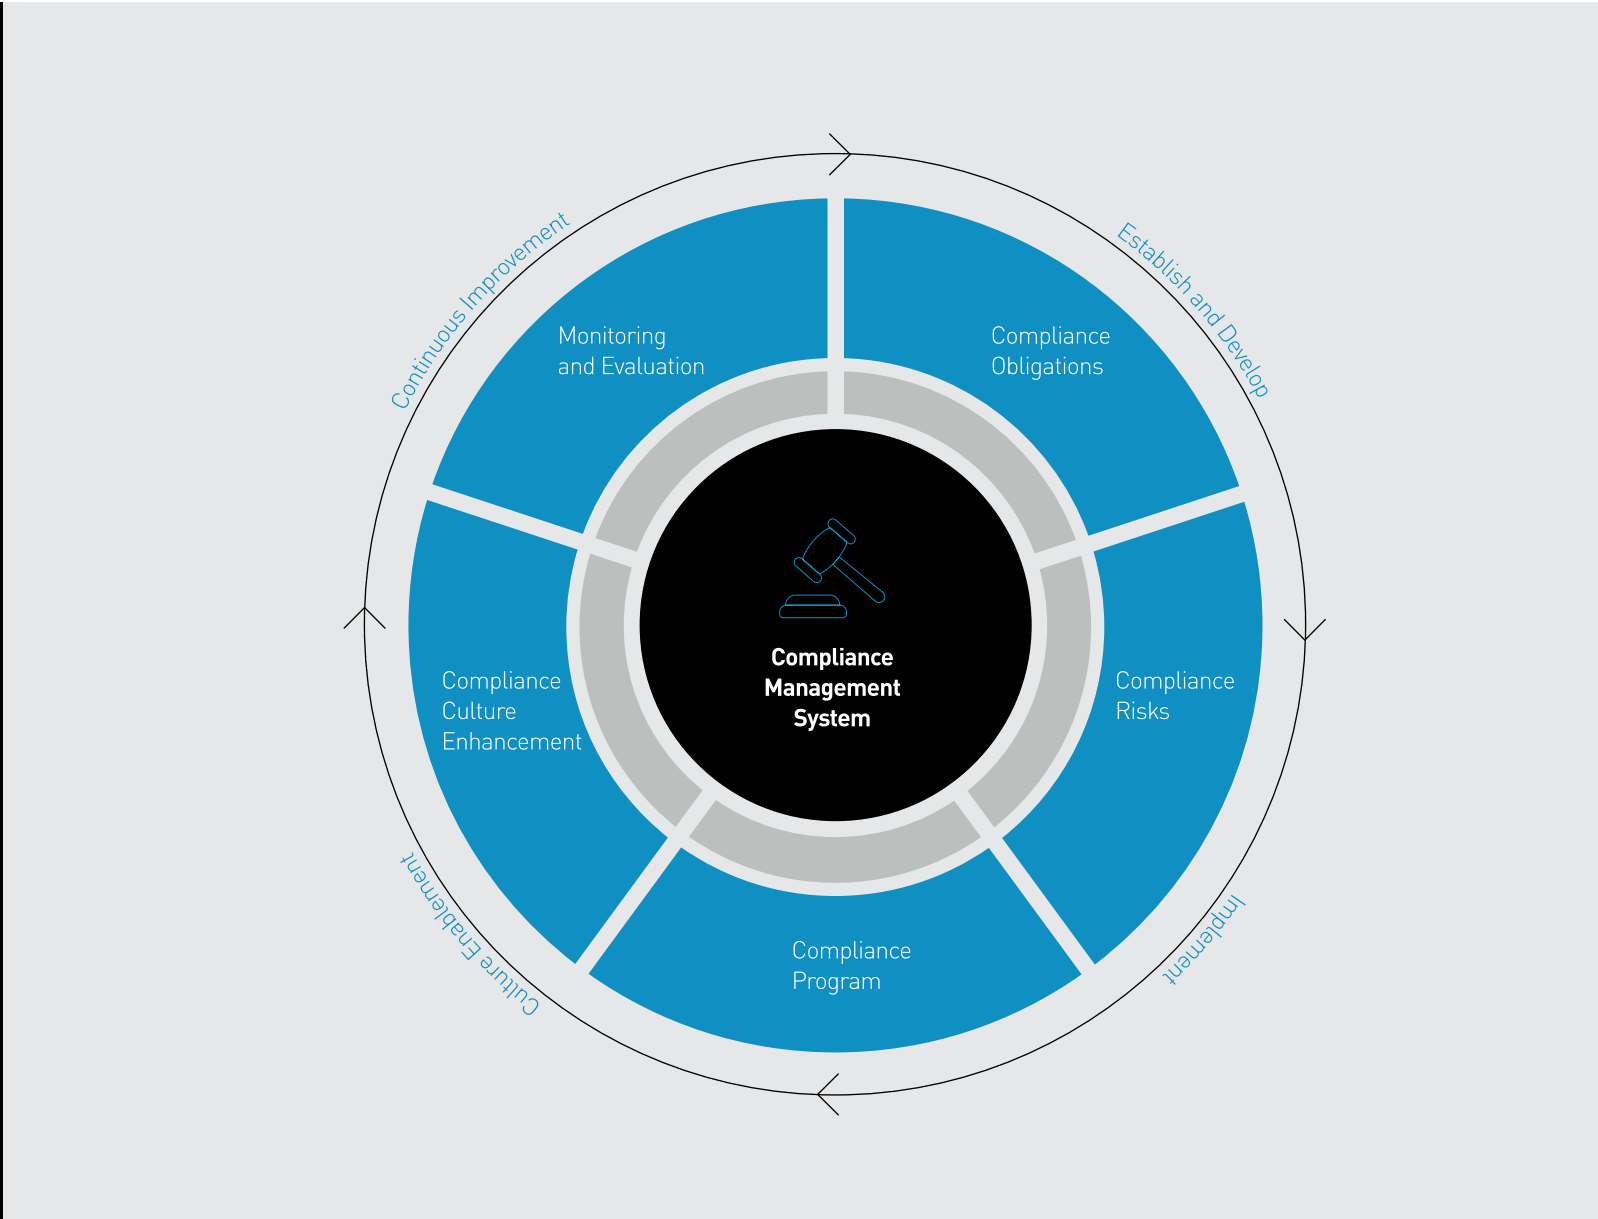 Continuous Improvement
Establish and Develop
Monitoring
and Evaluation
Compliance
Obligations
Compliance
Management
System
Compliance
Culture
Enhancement
Compliance
Risks
Compliance
Program
Culture Enablement
Implement